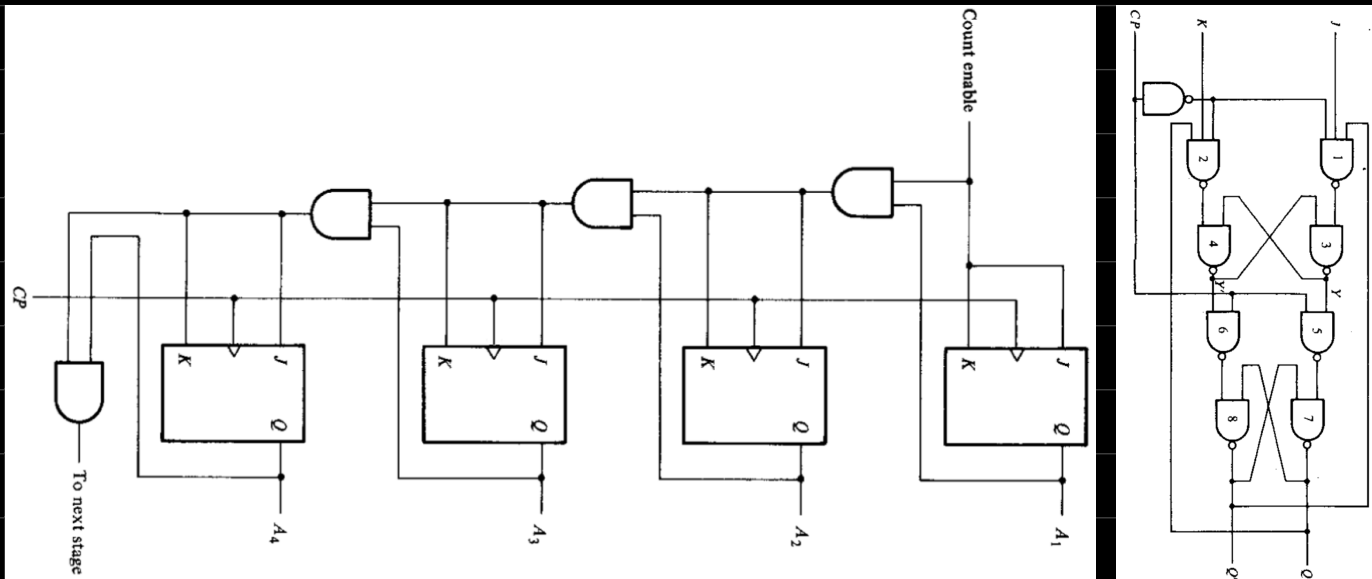 Count enable
CP
J
K
Q
A1
J
K
Q
A2
J
K
Q
A3
J
K
Q
A4
To next stage
J
K
CP
1
2
3
4
Y
Y'
5
6
7
8
Q
Q'